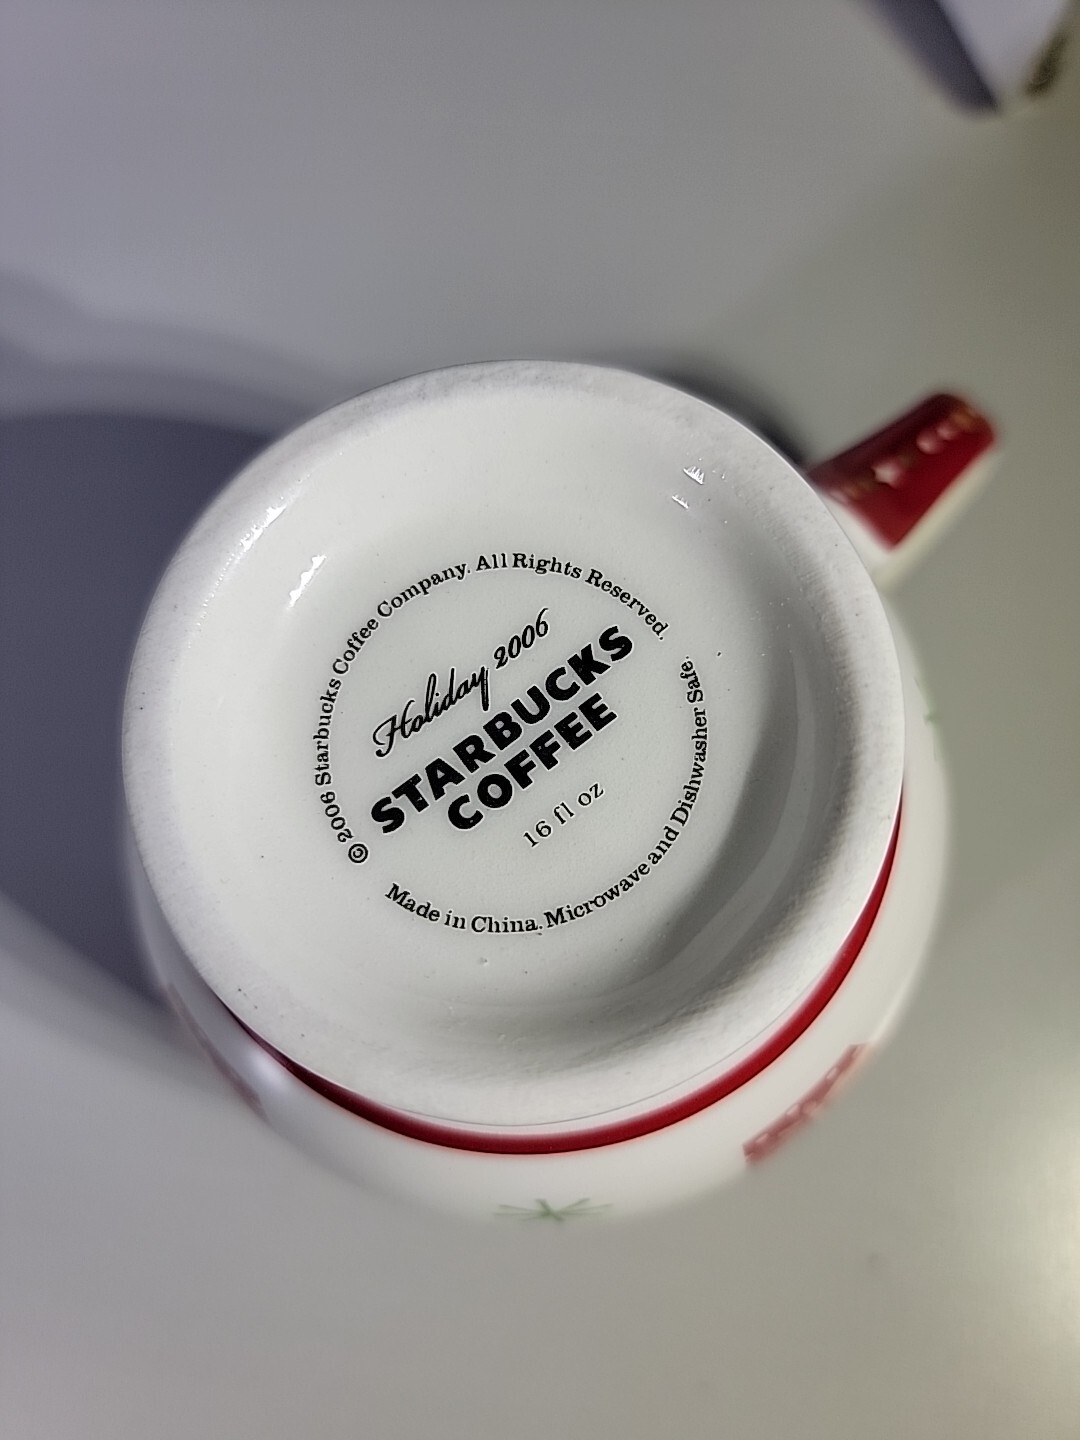 © 2006 Starbucks Coffee Company. All Rights Reserved.
Holiday 2006
STARBUCKS
COFFEE
16 fl oz
Made in China. Microwave and Dishwasher Safe.